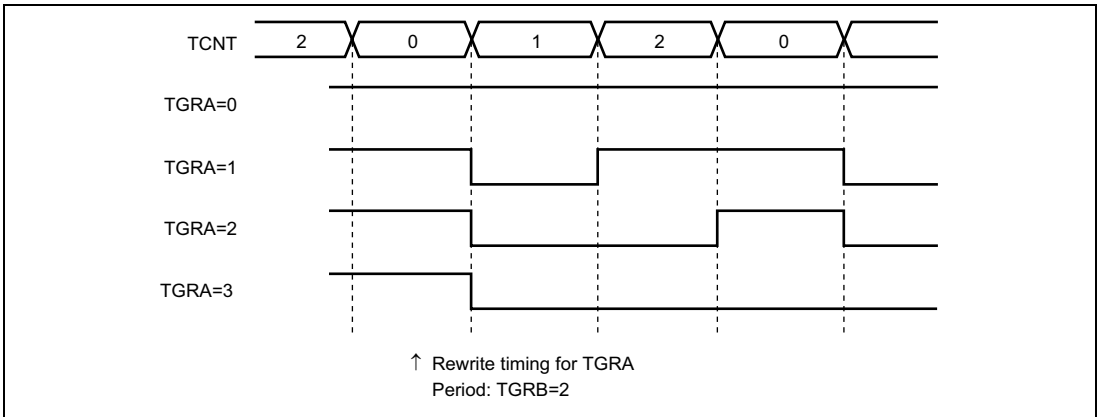 TCNT 2 0 1 2 0
TGRA=0
TGRA=1
TGRA=2
TGRA=3
↑ Rewrite timing for TGRA
Period: TGRB=2